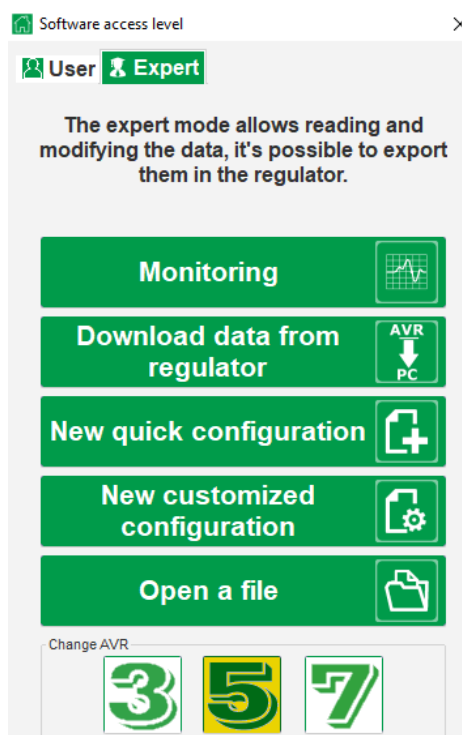 Software access level
User Expert
The expert mode allows reading and
modifying the data, it's possible to export
them in the regulator.
Monitoring
Download data from
regulator
AVR
PC
New quick configuration
New customized
configuration
Open a file
Change AVR
3 5 7